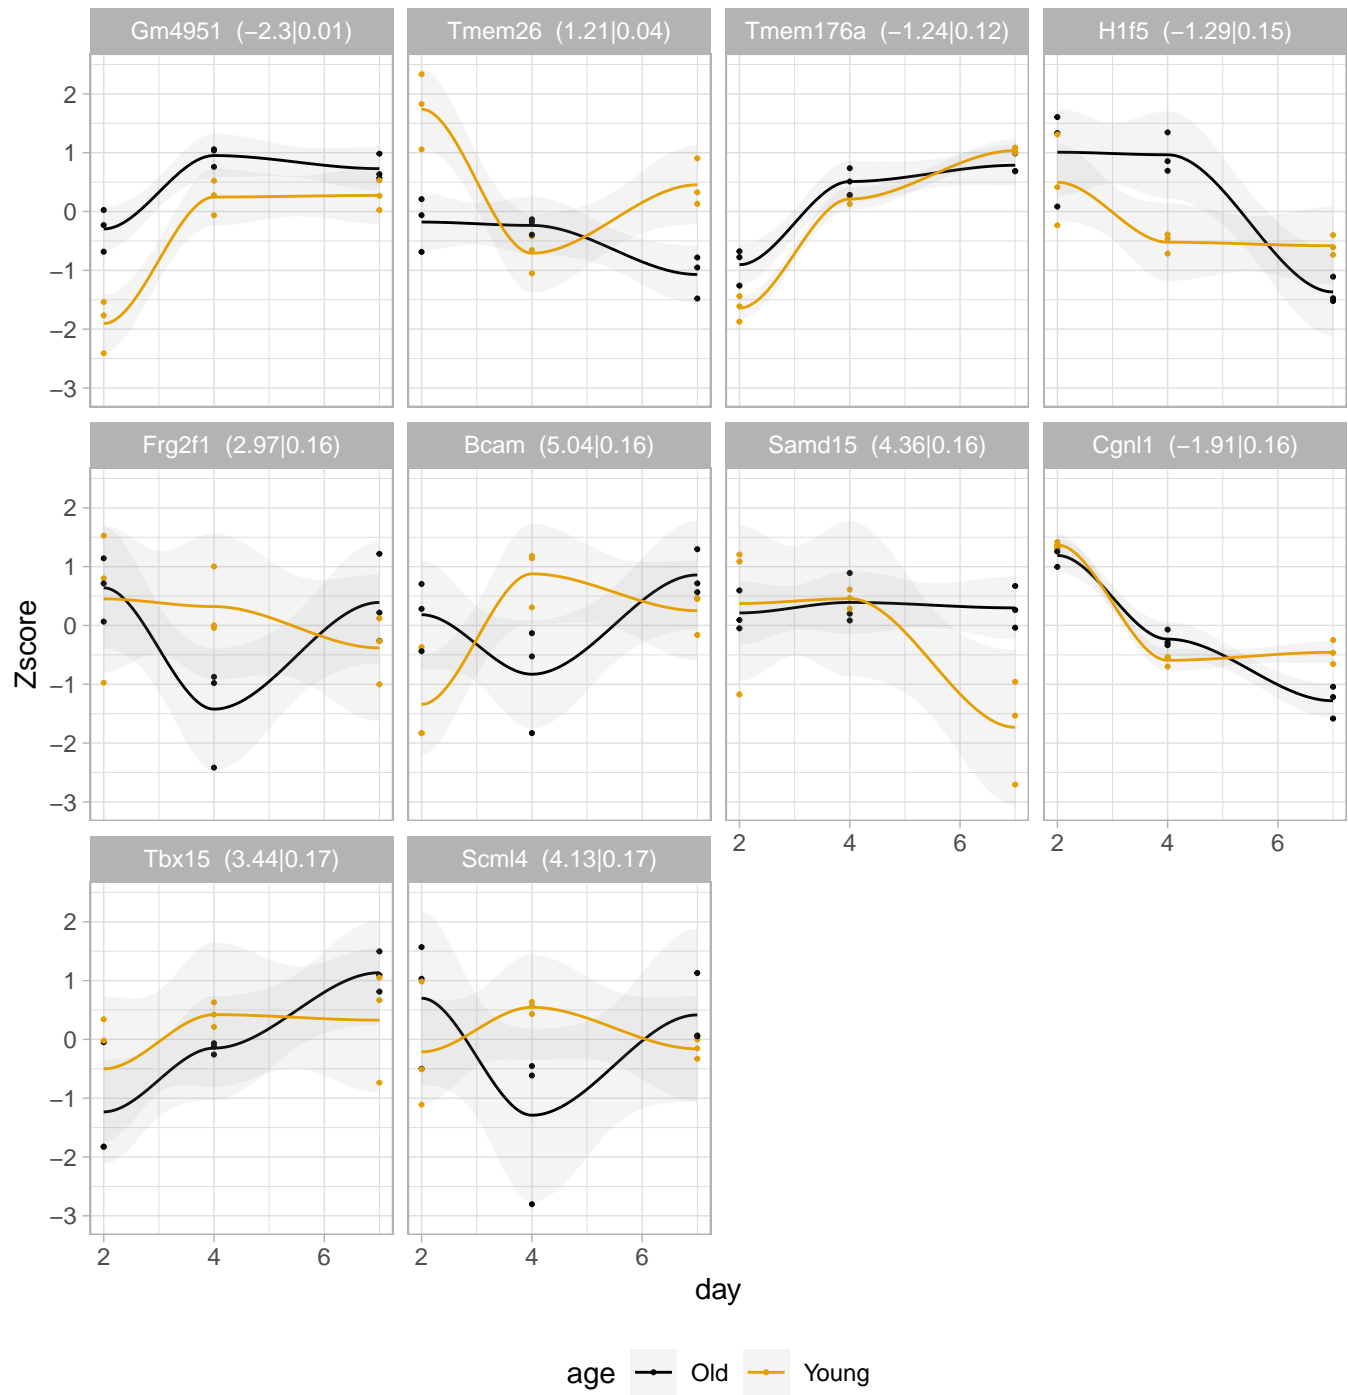 Gm4951 (−2.3|0.01)
Tmem26 (1.21|0.04)
Tmem176a (−1.24|0.12)
H1f5 (−1.29|0.15)
2
1
0
−1
−2
−3
Frg2f1 (2.97|0.16)
Bcam (5.04|0.16)
Samd15 (4.36|0.16)
Cgnl1 (−1.91|0.16)
2
1
0
−1
−2
−3
Zscore
2 4 6
2 4 6
Tbx15 (3.44|0.17)
Scml4 (4.13|0.17)
2
1
0
−1
−2
−3
2 4 6
2 4 6
day
age Old Young